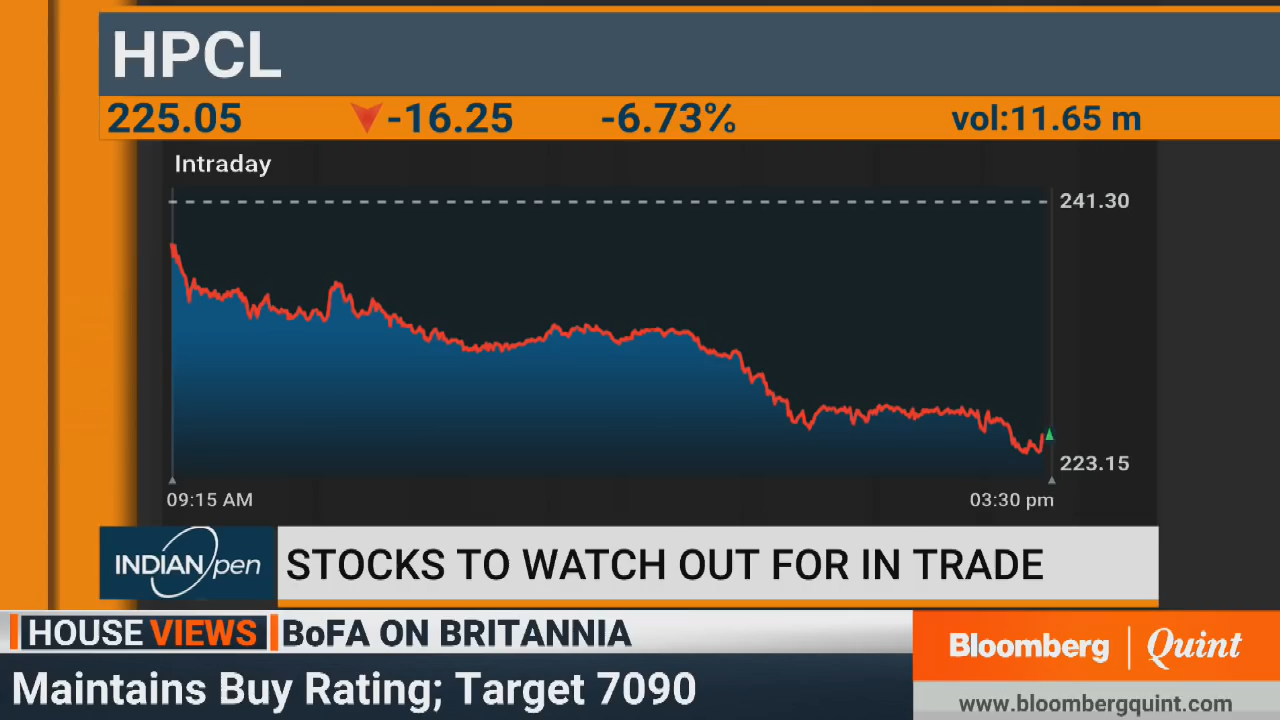 HPCL
225.05 -16.25 -6.73% vol:11.65 m
Intraday
241.30
223.15
09:15 AM 03:30 pm
INDIAN Open STOCKS TO WATCH OUT FOR IN TRADE
HOUSE VIEWS BoFA ON BRITANNIA
Maintains Buy Rating; Target 7090
Bloomberg | Quint
www.bloombergquint.com